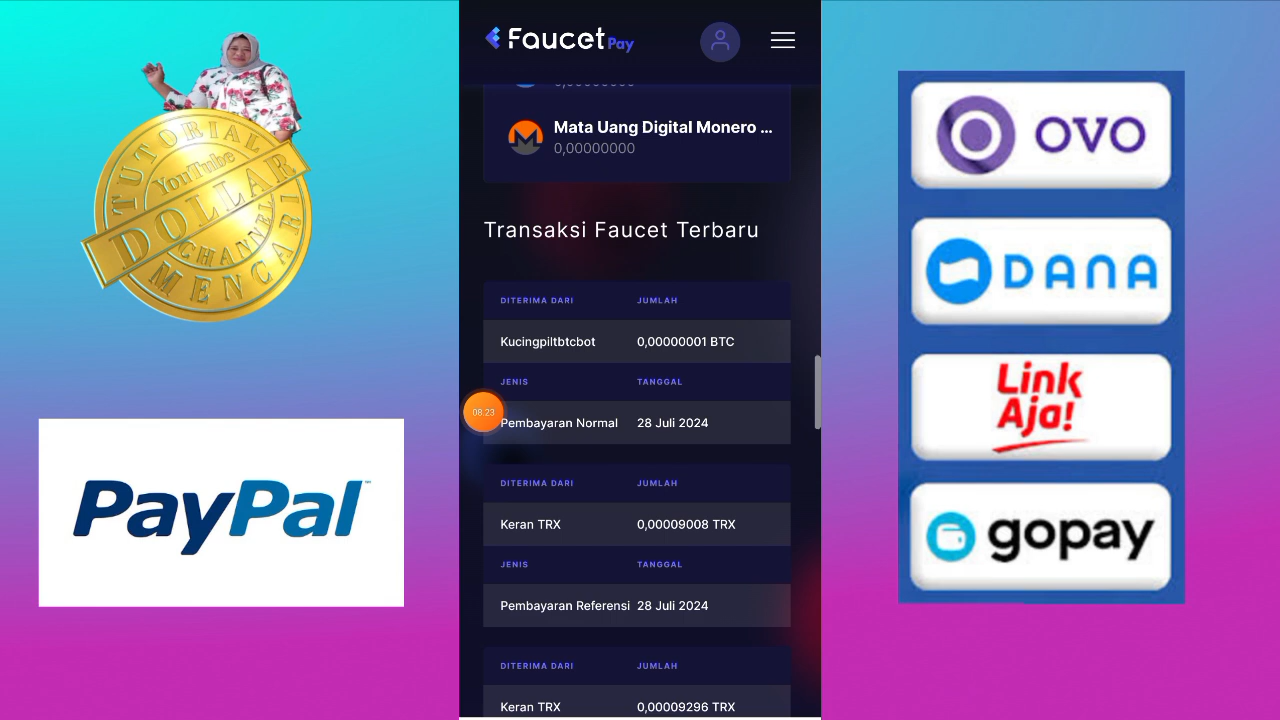 TUTORIAL
YouTube
DOLLAR
CHANNEL
MENCARI
PayPal™
Faucet Pay
0,00000000
Mata Uang Digital Monero ...
0,00000000
Transaksi Faucet Terbaru
DITERIMA DARI JUMLAH
Kucingpiltbtcbot 0,00000001 BTC
JENIS TANGGAL
08.23
Pembayaran Normal 28 Juli 2024
DITERIMA DARI JUMLAH
Keran TRX 0,00009008 TRX
JENIS TANGGAL
Pembayaran Referensi 28 Juli 2024
DITERIMA DARI JUMLAH
Keran TRX 0,00009296 TRX
OVO
DANA
Link
Aja!
gopay